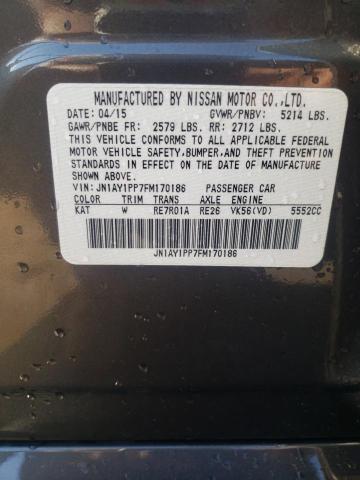 MANUFACTURED BY NISSAN MOTOR CO.,LTD.
DATE: 04/15 GVWR/PNBV: 5214 LBS.
GAWR/PNBE FR: 2579 LBS. RR: 2712 LBS.
THIS VEHICLE CONFORMS TO ALL APPLICABLE FEDERAL
MOTOR VEHICLE SAFETY,BUMPER,AND THEFT PREVENTION
STANDARDS IN EFFECT ON THE DATE OF MANUFACTURE
SHOWN ABOVE.
VIN:JN1AY1PP7FM170186 PASSENGER CAR
COLOR TRIM TRANS AXLE ENGINE
KAT W RE7R01A RE26 VK56(VD) 5552CC
JN1AY1PP7FM170186